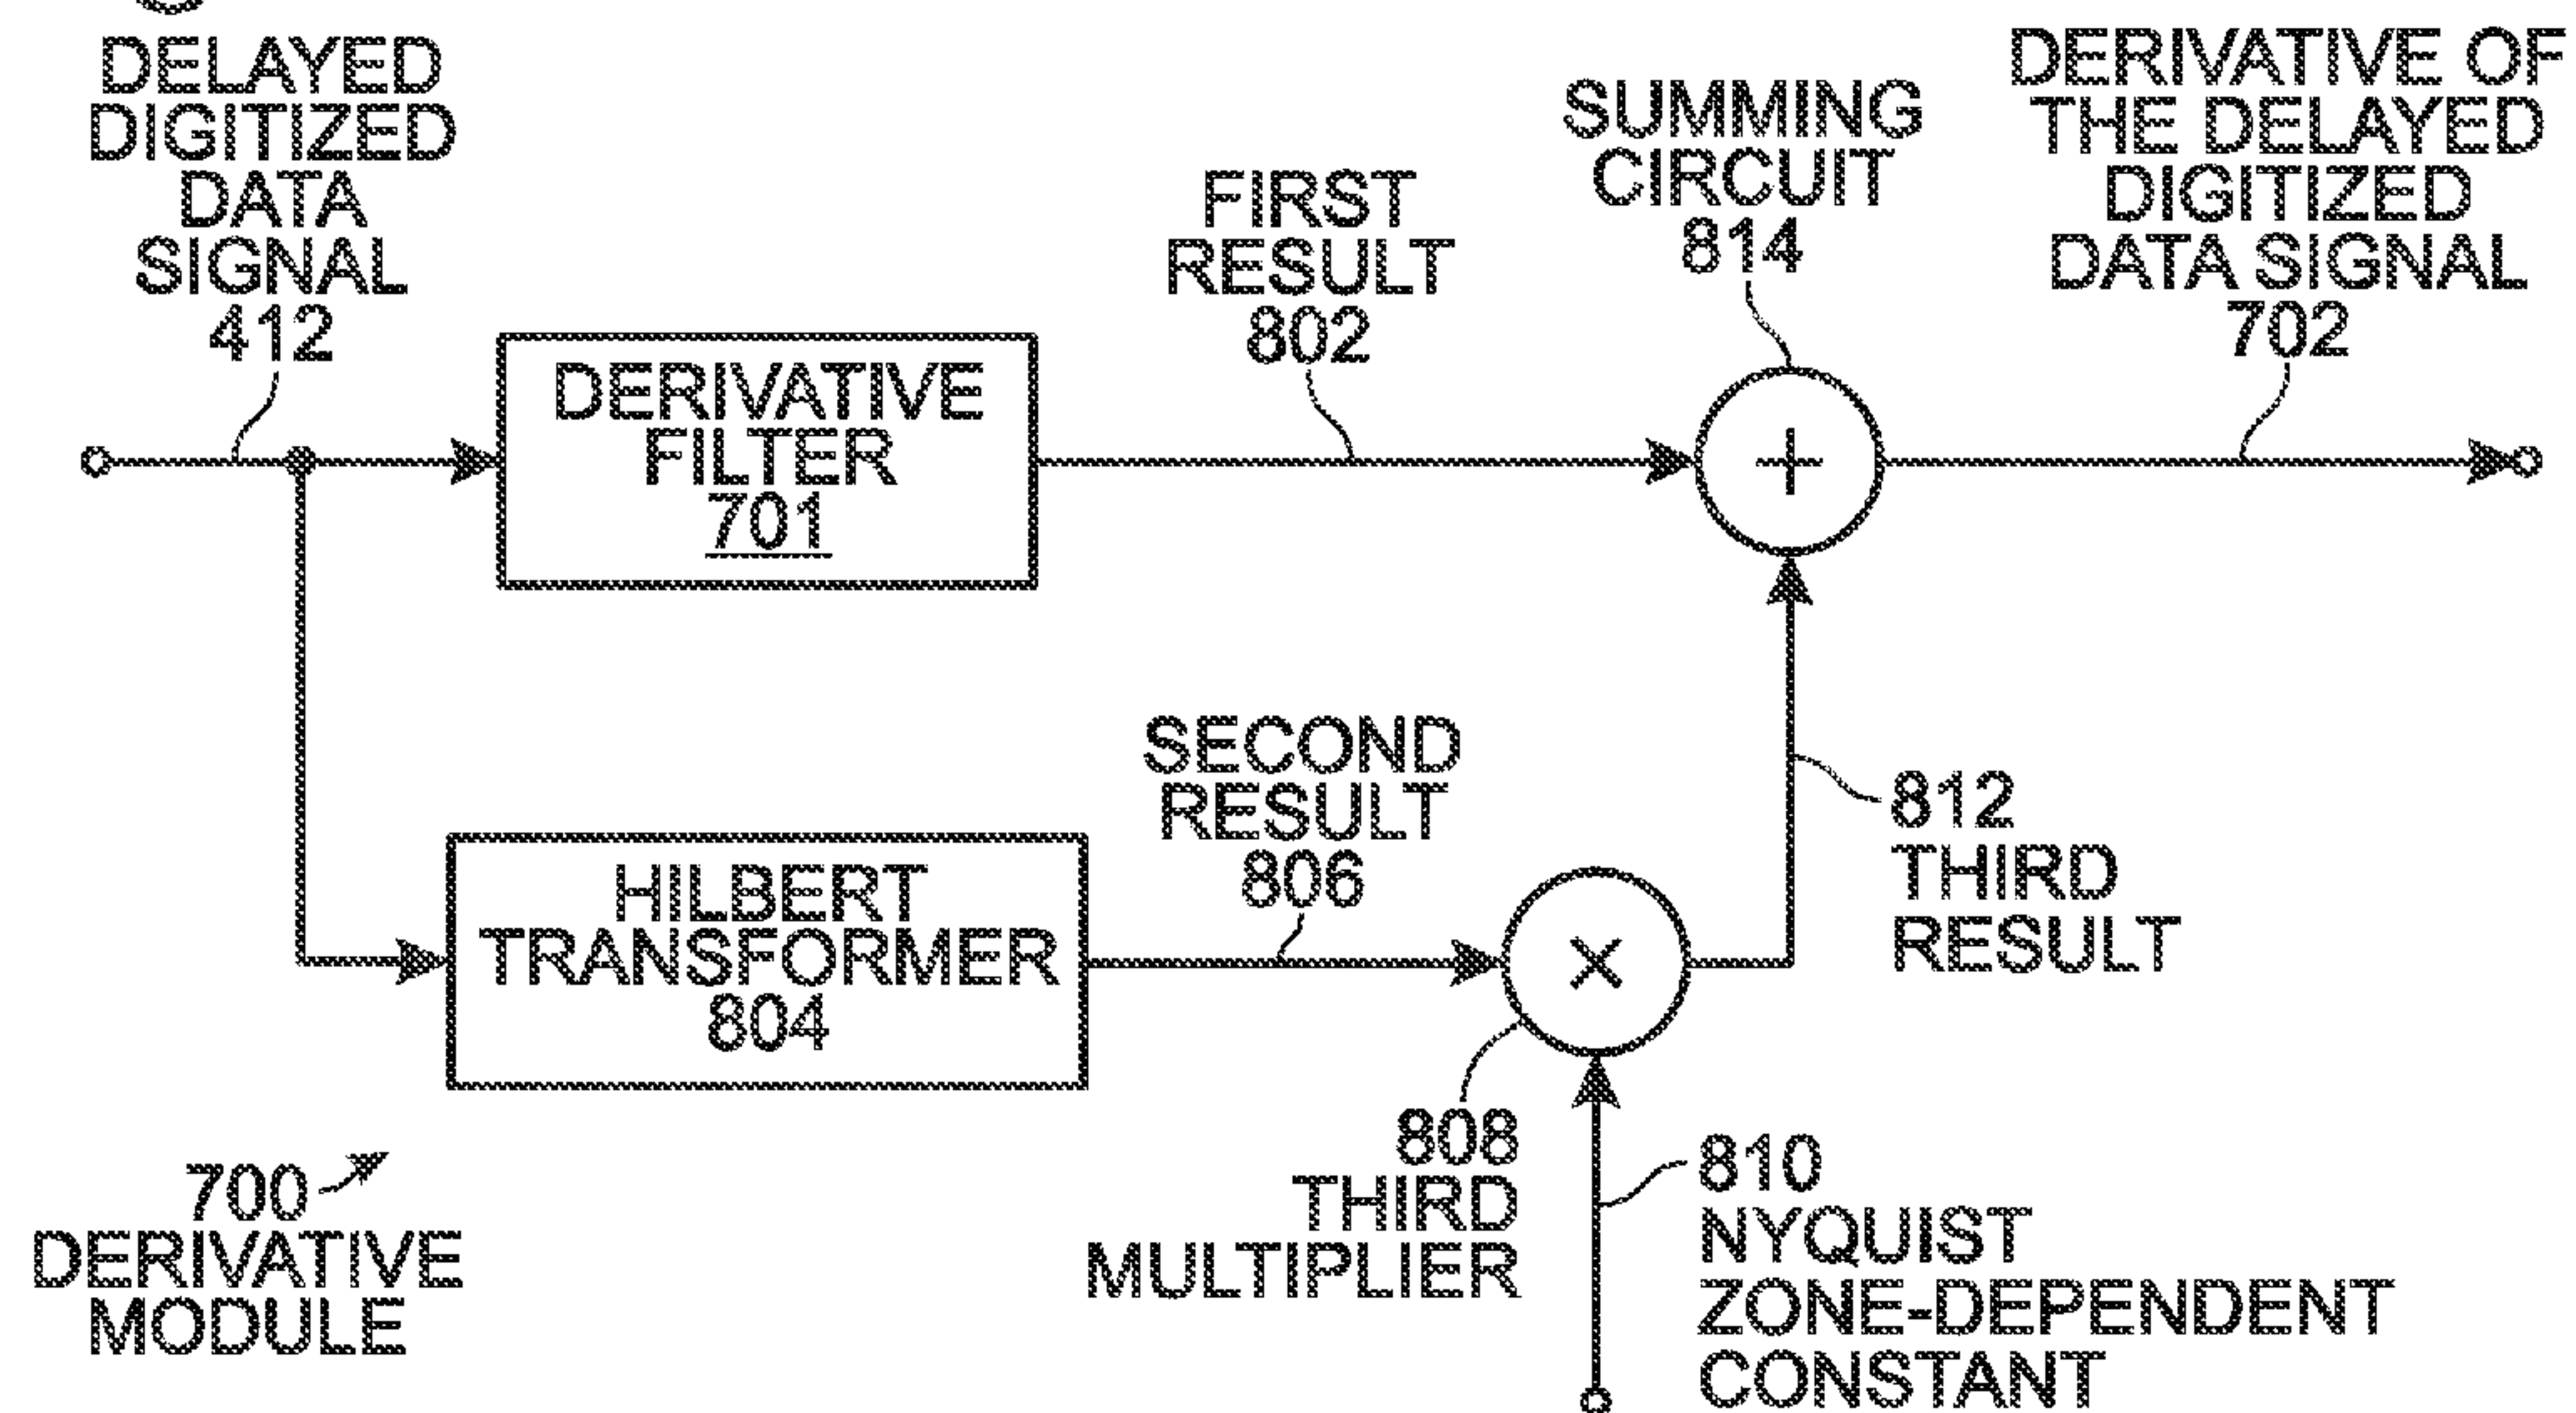 DELAYED
DIGITIZED
DATA
SIGNAL
412
DERIVATIVE
FILTER
701
FIRST
RESULT
802
SUMMING
CIRCUIT
814
+
DERIVATIVE OF
THE DELAYED
DIGITIZED
DATA SIGNAL
702
HILBERT
TRANSFORMER
804
SECOND
RESULT
806
×
812
THIRD
RESULT
808
THIRD
MULTIPLIER
810
NYQUIST
ZONE-DEPENDENT
CONSTANT
700
DERIVATIVE
MODULE